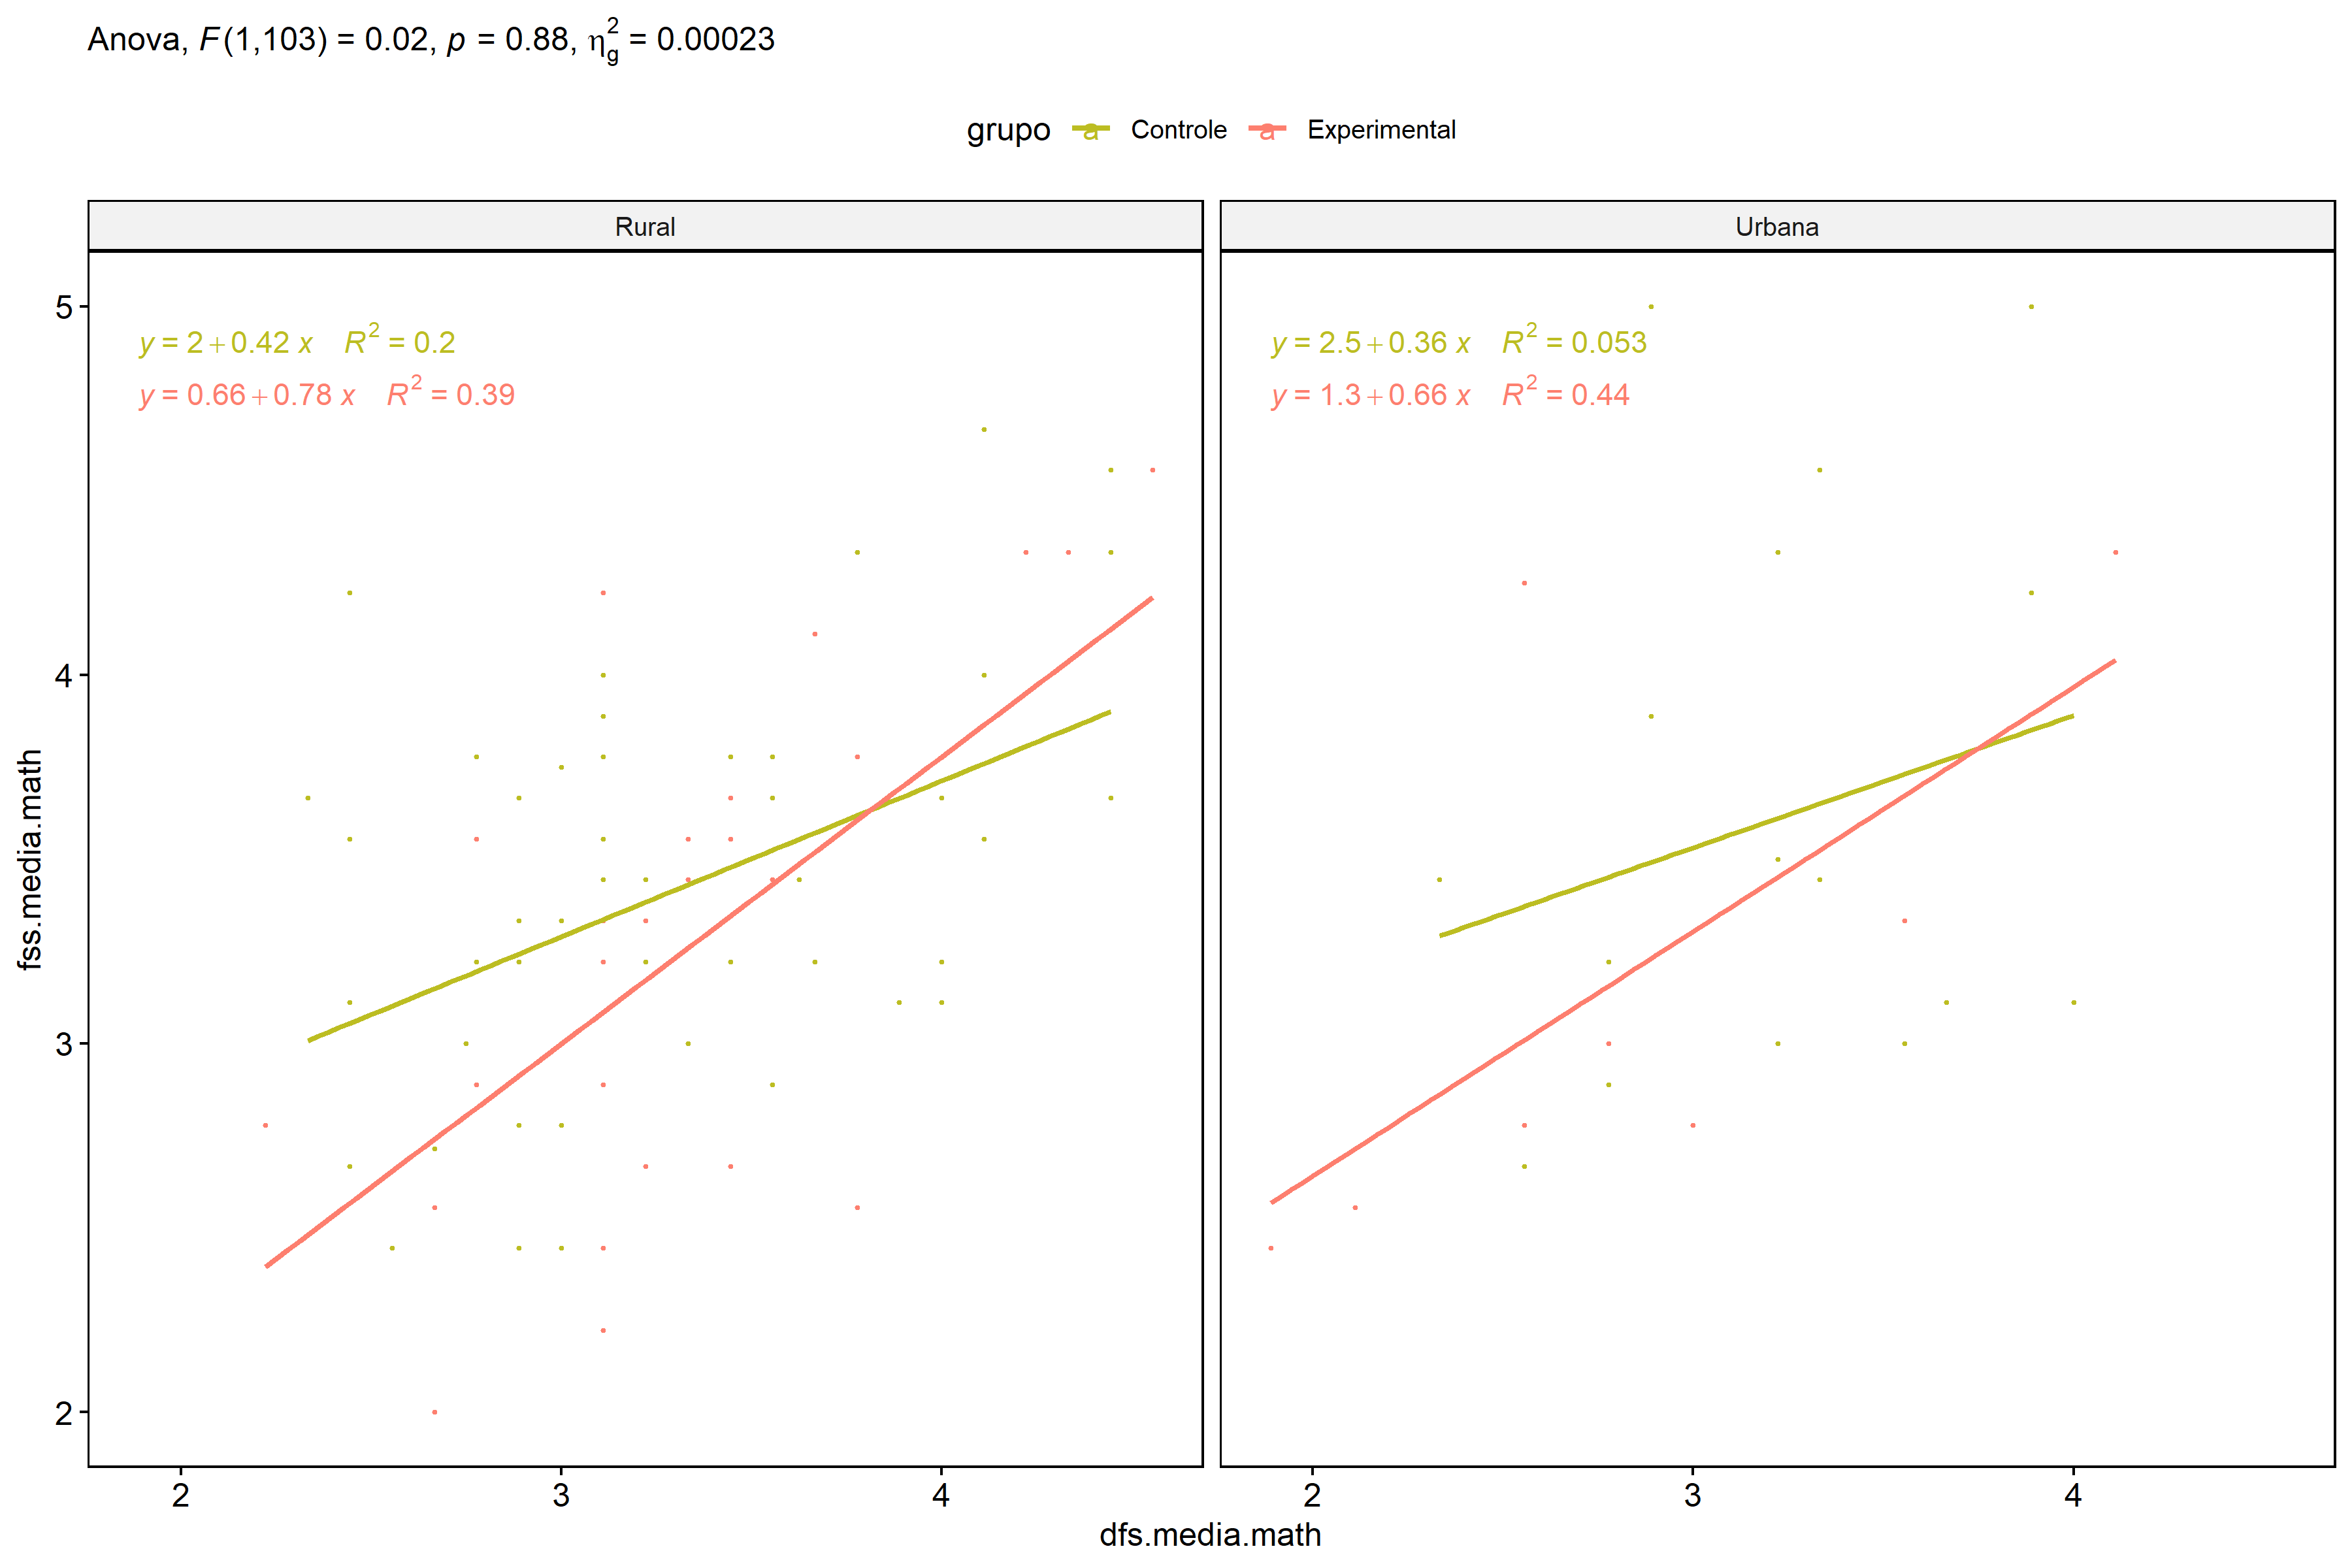 Anova, F(1,103) = 0.02, p = 0.88, η²g = 0.00023
grupo a Controle a Experimental
Rural
Urbana
y = 2 + 0.42 x R² = 0.2
y = 0.66 + 0.78 x R² = 0.39
y = 2.5 + 0.36 x R² = 0.053
y = 1.3 + 0.66 x R² = 0.44
fss.media.math
5
4
3
2
2 3 4
2 3 4
dfs.media.math